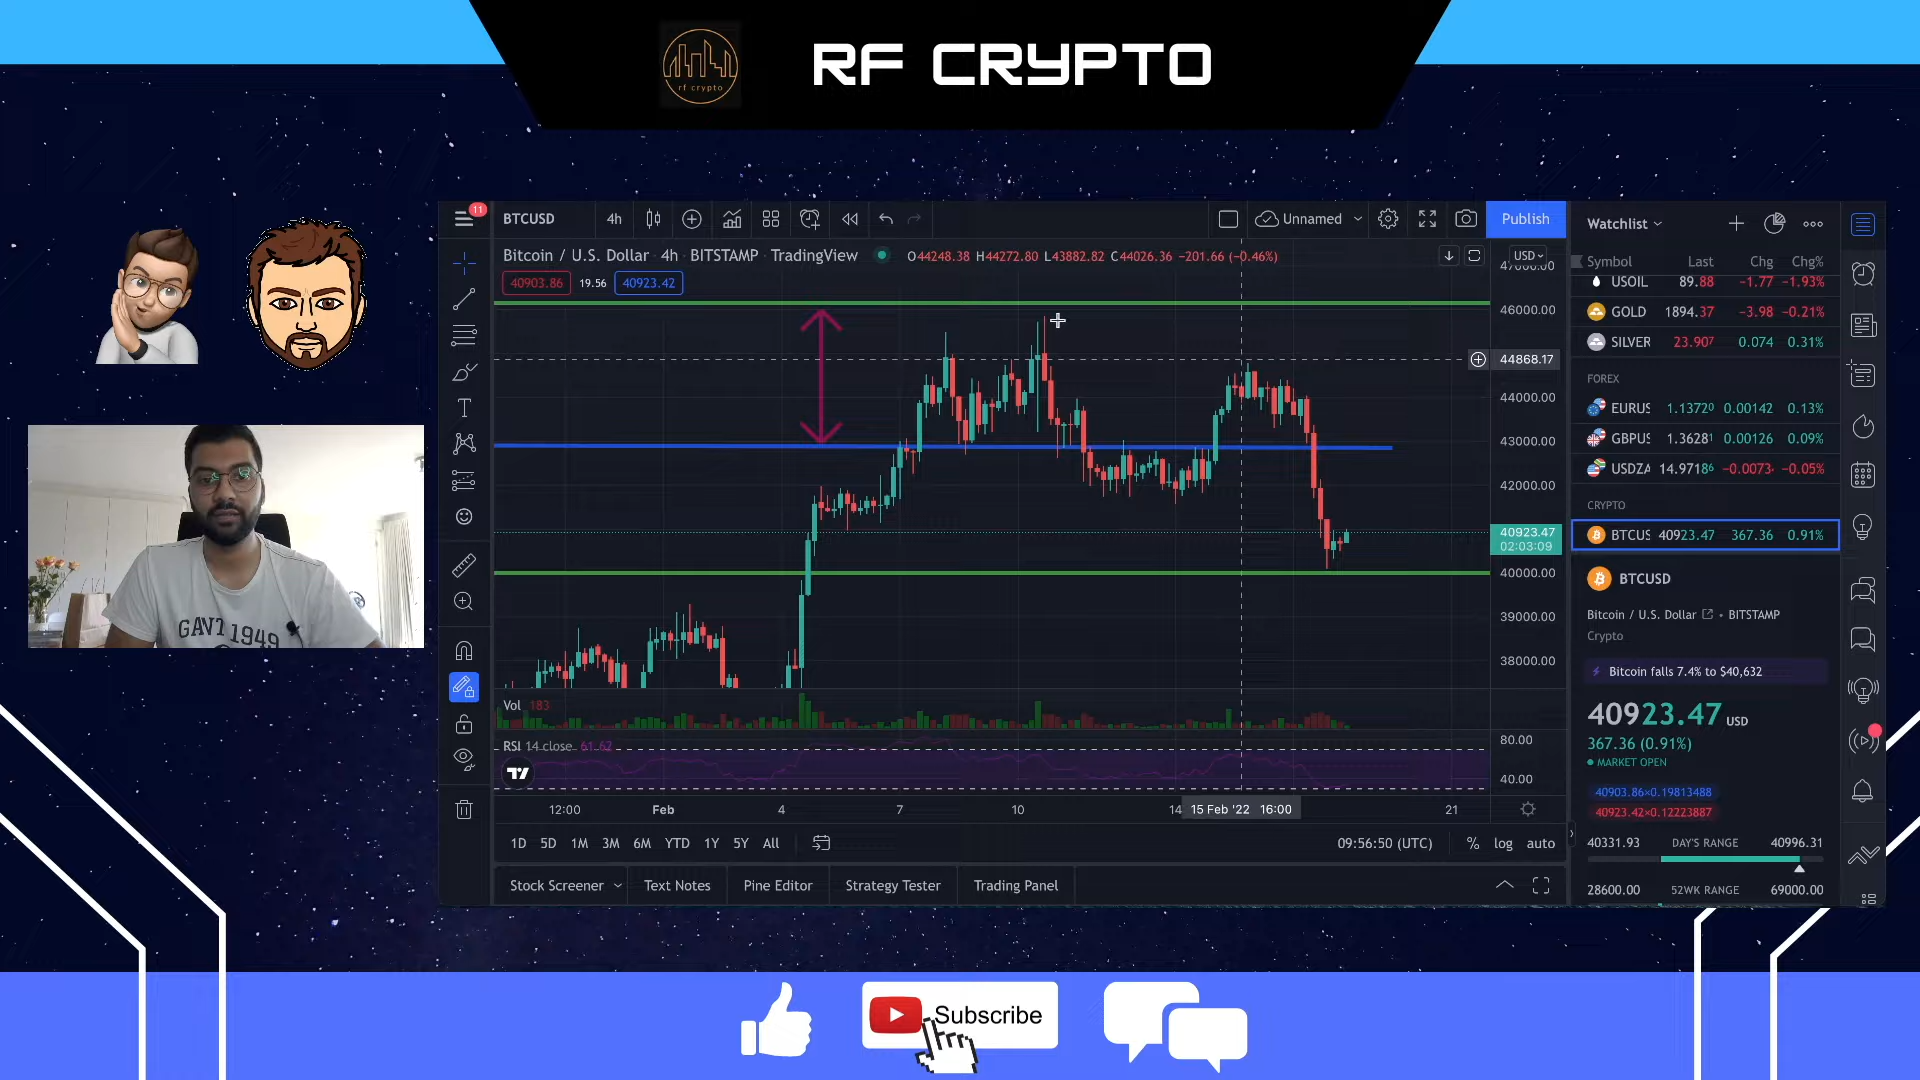 rf crypto
RF CRYPTO
11
BTCUSD
4h
Unnamed
Publish
Bitcoin / U.S. Dollar · 4h · BITSTAMP · TradingView
O44248.38 H44272.80 L43882.82 C44026.36 −201.66 (−0.46%)
USD
40903.86
19.56
40923.42
47000.00
46000.00
44868.17
44000.00
43000.00
42000.00
40923.47
02:03:09
40000.00
39000.00
38000.00
Vol 183
RSI 14 close 61.62
80.00
40.00
12:00
Feb
4
7
10
14
15 Feb '22 16:00
21
1D 5D 1M 3M 6M YTD 1Y 5Y All
09:56:50 (UTC)
% log auto
Stock Screener
Text Notes
Pine Editor
Strategy Tester
Trading Panel
Watchlist
Symbol Last Chg Chg%
USOIL 89.88 −1.77 −1.93%
GOLD 1894.37 −3.98 −0.21%
SILVER 23.907 0.074 0.31%
FOREX
EURUS 1.13720 0.00142 0.13%
GBPUS 1.36281 0.00126 0.09%
USDZA 14.97186 −0.0073 −0.05%
CRYPTO
BTCUS 40923.47 367.36 0.91%
BTCUSD
Bitcoin / U.S. Dollar • BITSTAMP
Crypto
Bitcoin falls 7.4% to $40,632
40923.47 USD
367.36 (0.91%)
MARKET OPEN
40903.86×0.19813488
40923.42×0.12223887
40331.93 DAY'S RANGE 40996.31
28600.00 52WK RANGE 69000.00
GANT 1949
Subscribe